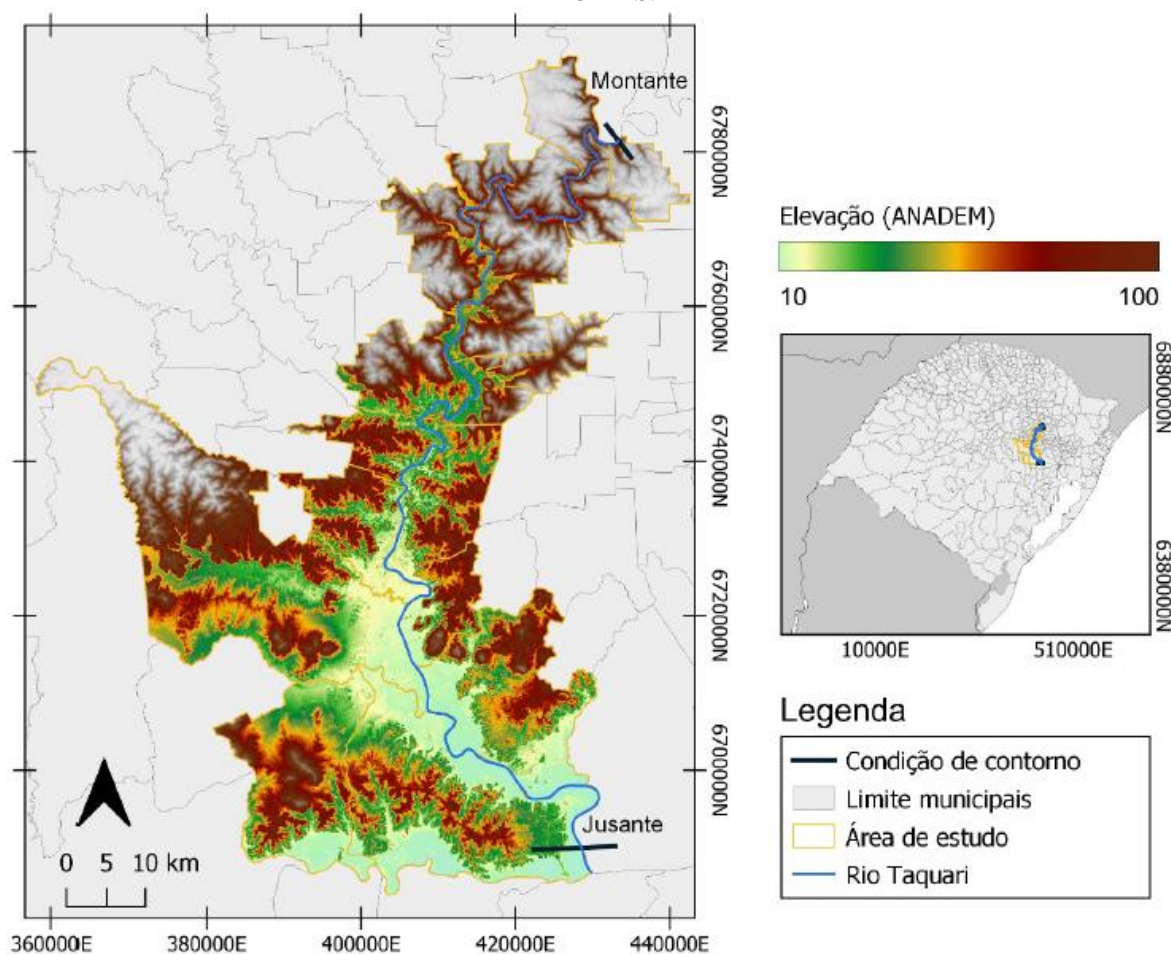 Montante
6780000N
6760000N
6740000N
6720000N
6700000N
Jusante
0 5 10 km
360000E 380000E 400000E 420000E 440000E
Elevação (ANADEM)
10 100
6880000N
6380000N
10000E 510000E
Legenda
Condição de contorno
Limite municipais
Área de estudo
Rio Taquari